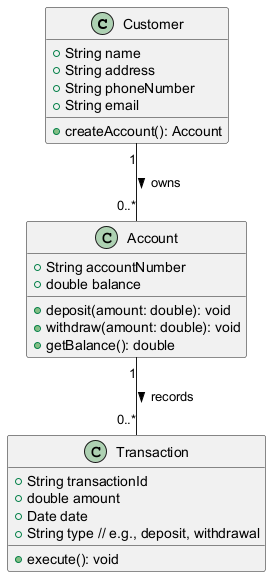 C Customer
String name
String address
String phoneNumber
String email
createAccount(): Account
1
owns
0..*
C Account
String accountNumber
double balance
deposit(amount: double): void
withdraw(amount: double): void
getBalance(): double
1
records
0..*
C Transaction
String transactionId
double amount
Date date
String type // e.g., deposit, withdrawal
execute(): void